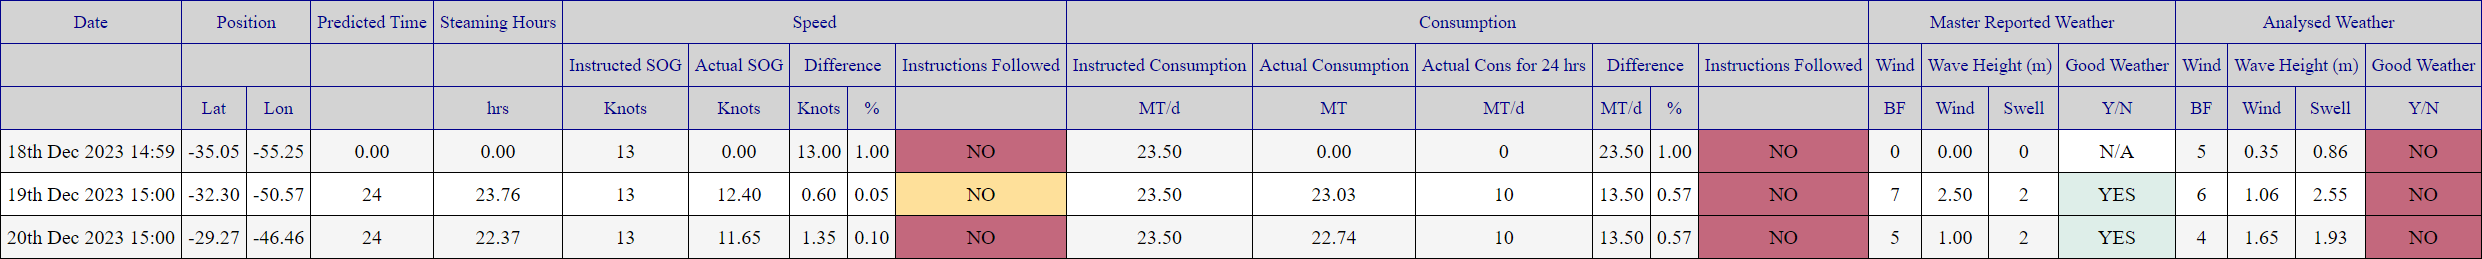 Date Position Predicted Time Steaming Hours Speed Consumption Master Reported Weather Analysed Weather
Instructed SOG Actual SOG Difference Instructions Followed Instructed Consumption Actual Consumption Actual Cons for 24 hrs Difference Instructions Followed Wind Wave Height (m) Good Weather Wind Wave Height (m) Good Weather
Lat Lon hrs Knots Knots Knots % MT/d MT MT/d MT/d % BF Wind Swell Y/N BF Wind Swell Y/N
18th Dec 2023 14:59 -35.05 -55.25 0.00 0.00 13 0.00 13.00 1.00 NO 23.50 0.00 0 23.50 1.00 NO 0 0.00 0 N/A 5 0.35 0.86 NO
19th Dec 2023 15:00 -32.30 -50.57 24 23.76 13 12.40 0.60 0.05 NO 23.50 23.03 10 13.50 0.57 NO 7 2.50 2 YES 6 1.06 2.55 NO
20th Dec 2023 15:00 -29.27 -46.46 24 22.37 13 11.65 1.35 0.10 NO 23.50 22.74 10 13.50 0.57 NO 5 1.00 2 YES 4 1.65 1.93 NO